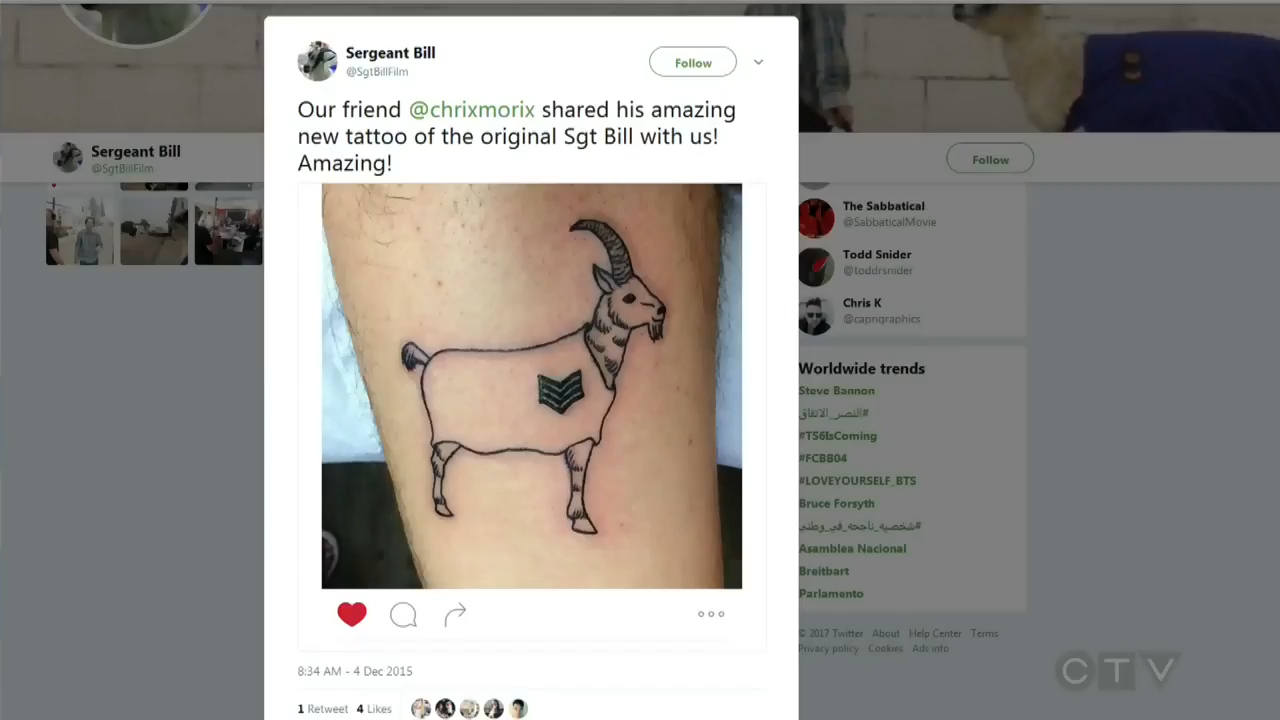 Sergeant Bill
@SgtBillFilm
Follow
Our friend @chrixmorix shared his amazing
new tattoo of the original Sgt Bill with us!
Amazing!
8:34 AM - 4 Dec 2015
1 Retweet 4 Likes
Sergeant Bill
@SgtBillFilm
Follow
The Sabbatical
@SabbaticalMovie
Todd Snider
@toddrsnider
Chris K
@capngraphics
Worldwide trends
Steve Bannon
#النصر_الاتفاق
#TS6IsComing
#FCBB04
#LOVEYOURSELF_BTS
Bruce Forsyth
#شخصيه_ناجحه_في_وطني
Asamblea Nacional
Breitbart
Parlamento
© 2017 Twitter About Help Center Terms
Privacy policy Cookies Ads info
CTV